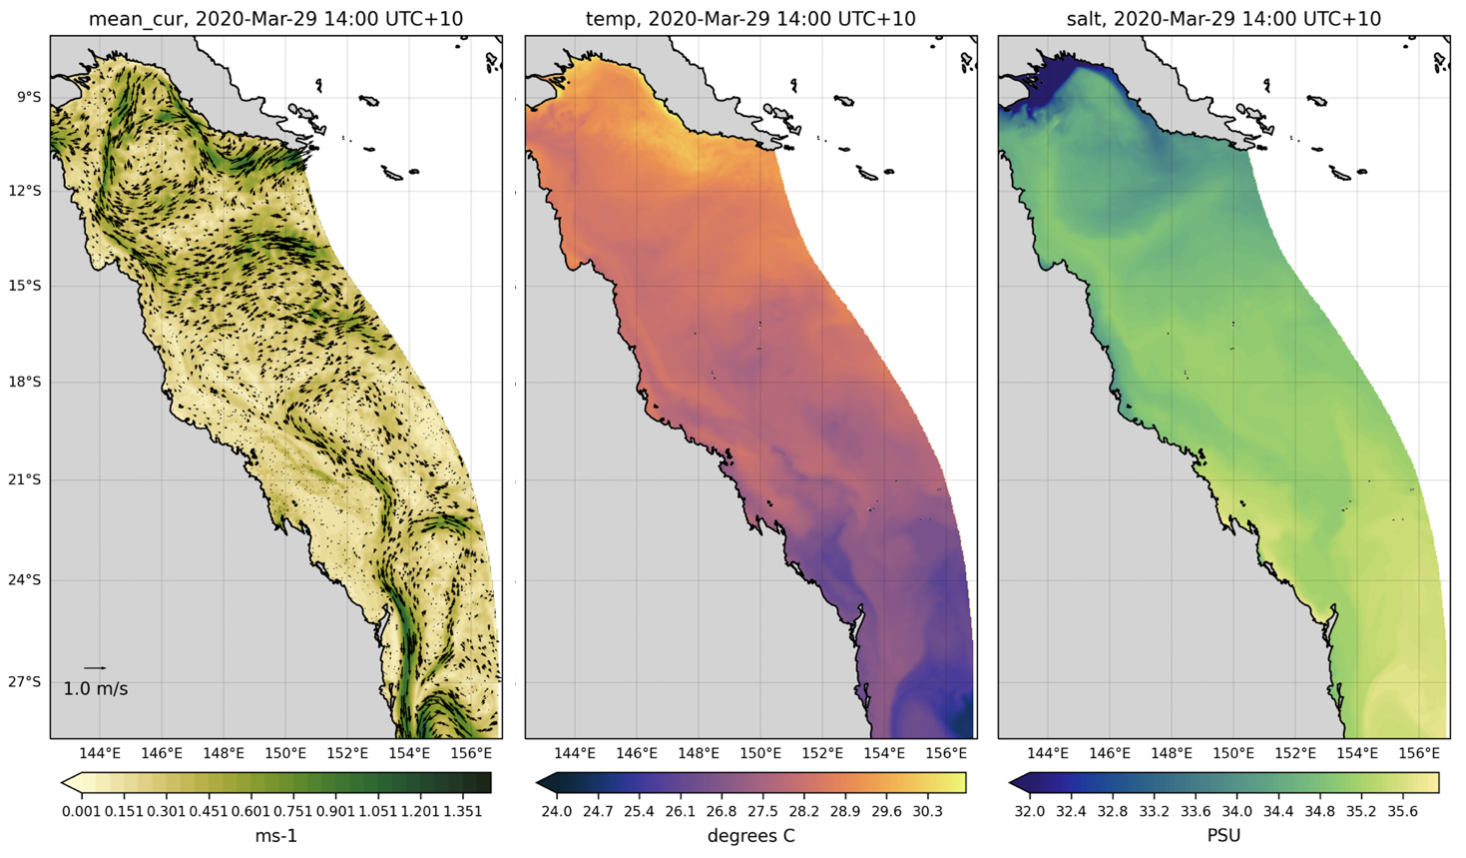 mean_cur, 2020-Mar-29 14:00 UTC+10
temp, 2020-Mar-29 14:00 UTC+10
salt, 2020-Mar-29 14:00 UTC+10
9°S
12°S
15°S
18°S
21°S
24°S
27°S
1.0 m/s
144°E 146°E 148°E 150°E 152°E 154°E 156°E
144°E 146°E 148°E 150°E 152°E 154°E 156°E
144°E 146°E 148°E 150°E 152°E 154°E 156°E
0.001 0.151 0.301 0.451 0.601 0.751 0.901 1.051 1.201 1.351
24.0 24.7 25.4 26.1 26.8 27.5 28.2 28.9 29.6 30.3
32.0 32.4 32.8 33.2 33.6 34.0 34.4 34.8 35.2 35.6
ms-1
degrees C
PSU